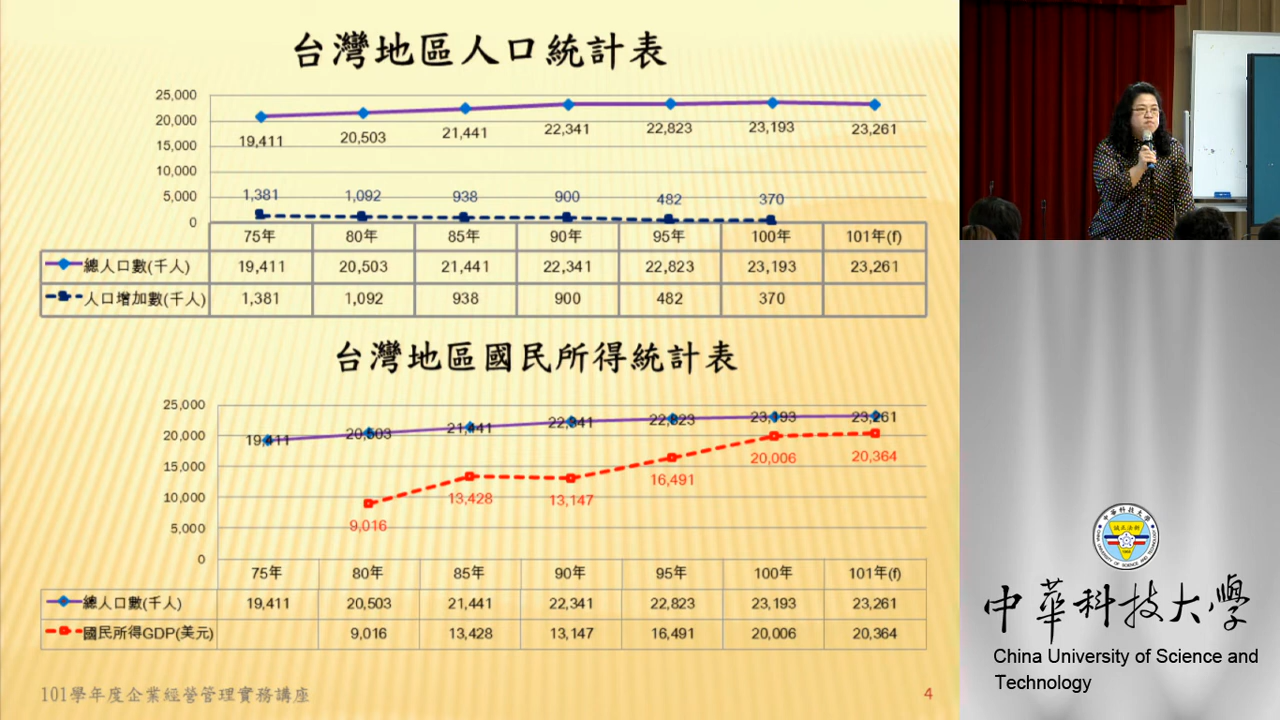 台灣地區人口統計表
25,000
20,000
15,000
10,000
5,000
0
19,411 20,503 21,441 22,341 22,823 23,193 23,261
1,381 1,092 938 900 482 370
75年 80年 85年 90年 95年 100年 101年(f)
總人口數(千人) 19,411 20,503 21,441 22,341 22,823 23,193 23,261
人口增加數(千人) 1,381 1,092 938 900 482 370
台灣地區國民所得統計表
25,000
20,000
15,000
10,000
5,000
0
19,411 20,503 21,441 22,341 22,823 23,193 23,261
9,016 13,428 13,147 16,491 20,006 20,364
75年 80年 85年 90年 95年 100年 101年(f)
總人口數(千人) 19,411 20,503 21,441 22,341 22,823 23,193 23,261
國民所得GDP(美元) 9,016 13,428 13,147 16,491 20,006 20,364
101學年度企業經營管理實務講座
4
中華科技大學
中華科技大學
China University of Science and
Technology